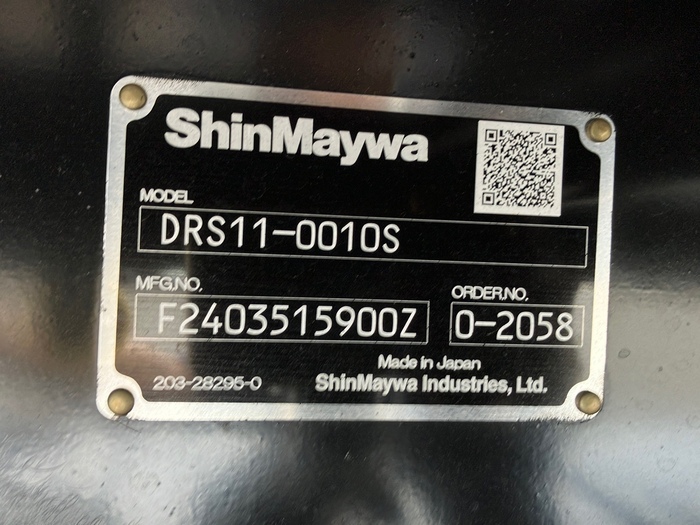 ShinMaywa
MODEL
DRS11-0010S
MFG.NO.
F2403515900Z
ORDER.NO.
0-2058
Made in Japan
203-28295-0
ShinMaywa Industries, Ltd.